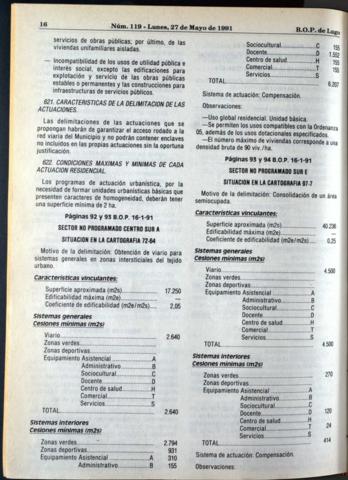 16
Núm. 119 - Lunes, 27 de Mayo de 1991
B.O.P. de Lugo
servicios de obras públicas; por último, de las
viviendas unifamiliares aisladas.
— Incompatibilidad de los usos de utilidad pública e
interés social, excepto las edificaciones para
explotación y servicio de las obras públicas
estables o permanentes y las construcciones para
infraestructuras de servicios públicos.
621. CARACTERISTICAS DE LA DELIMITACION DE LAS
ACTUACIONES.
Las delimitaciones de las actuaciones que se
propongan habrán de garantizar el acceso rodado a la
red viaria del Municipio y no podrán contener enclaves
no incluidos en las propias actuaciones sin la oportuna
justificación.
622. CONDICIONES MAXIMAS Y MINIMAS DE CADA
ACTUACION RESIDENCIAL.
Los programas de actuación urbanística, por la
necesidad de formar unidades urbanísticas básicas que
presenten caracteres de homogeneidad, deberán tener
una superficie mínima de 2 ha.
Páginas 92 y 93 B.O.P. 16-1-91
SECTOR NO PROGRAMADO CENTRO SUR A
SITUACION EN LA CARTOGRAFIA 72-64
Motivo de la delimitación: Obtención de viario para
sistemas generales en zonas intersticiales del tejido
urbano.
Características vinculantes:
Superficie aproximada (m2s) 17.250
Edificabilidad máxima (m2e) —
Coeficiente de edificabilidad (m2e/m2s) 2,05
Sistemas generales
Cesiones mínimas (m2s)
Viario 2.640
Zonas verdes
Zonas deportivas
Equipamiento Asistencial A
Administrativo B
Sociocultural C
Docente D
Centro de salud H
Comercial T
Servicios S
TOTAL 2.640
Sistemas interiores
Cesiones mínimas (m2s)
Zonas verdes 2.794
Zonas deportivas 931
Equipamiento Asistencial A 310
Administrativo B 155
Sociocultural C 155
Docente D 1.552
Centro de salud H 155
Comercial T 155
Servicios S
TOTAL 6.207
Sistema de actuación: Compensación.
Observaciones:
—Uso global residencial. Unidad básica.
—Se permiten los usos compatibles con la Ordenanza
05, además de los usos dotacionales especificados.
—El número máximo de viviendas corresponde a una
densidad bruta de 90 viv./ha.
Páginas 93 y 94 B.O.P. 16-1-91
SECTOR NO PROGRAMADO SUR E
SITUACION EN LA CARTOGRAFIA 97-7
Motivo de la delimitación: Consolidación de un área
semiocupada.
Características vinculantes:
Superficie aproximada (m2s) 40.236
Edificabilidad máxima (m2e) —
Coeficiente de edificabilidad (m2e/m2s) 0,25
Sistemas generales
Cesiones mínimas (m2s)
Viario 4.500
Zonas verdes
Zonas deportivas
Equipamiento Asistencial A
Administrativo B
Sociocultural C
Docente D
Centro de salud H
Comercial T
Servicios S
TOTAL 4.500
Sistemas interiores
Cesiones mínimas (m2s)
Zonas verdes 270
Zonas deportivas
Equipamiento Asistencial A
Administrativo B
Sociocultural C
Docente D 120
Centro de salud H
Comercial T 24
Servicios S
TOTAL 414
Sistema de actuación: Compensación.
Observaciones: